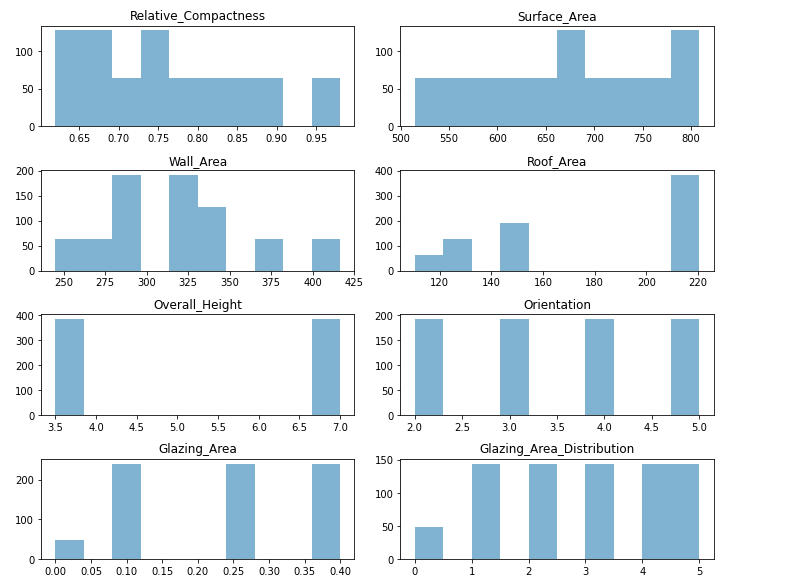 Relative_Compactness
100
50
0
0.65 0.70 0.75 0.80 0.85 0.90 0.95
Surface_Area
100
50
0
500 550 600 650 700 750 800
Wall_Area
200
150
100
50
0
250 275 300 325 350 375 400 425
Roof_Area
400
300
200
100
0
120 140 160 180 200 220
Overall_Height
400
300
200
100
0
3.5 4.0 4.5 5.0 5.5 6.0 6.5 7.0
Orientation
200
150
100
50
0
2.0 2.5 3.0 3.5 4.0 4.5 5.0
Glazing_Area
200
100
0
0.00 0.05 0.10 0.15 0.20 0.25 0.30 0.35 0.40
Glazing_Area_Distribution
150
100
50
0
0 1 2 3 4 5